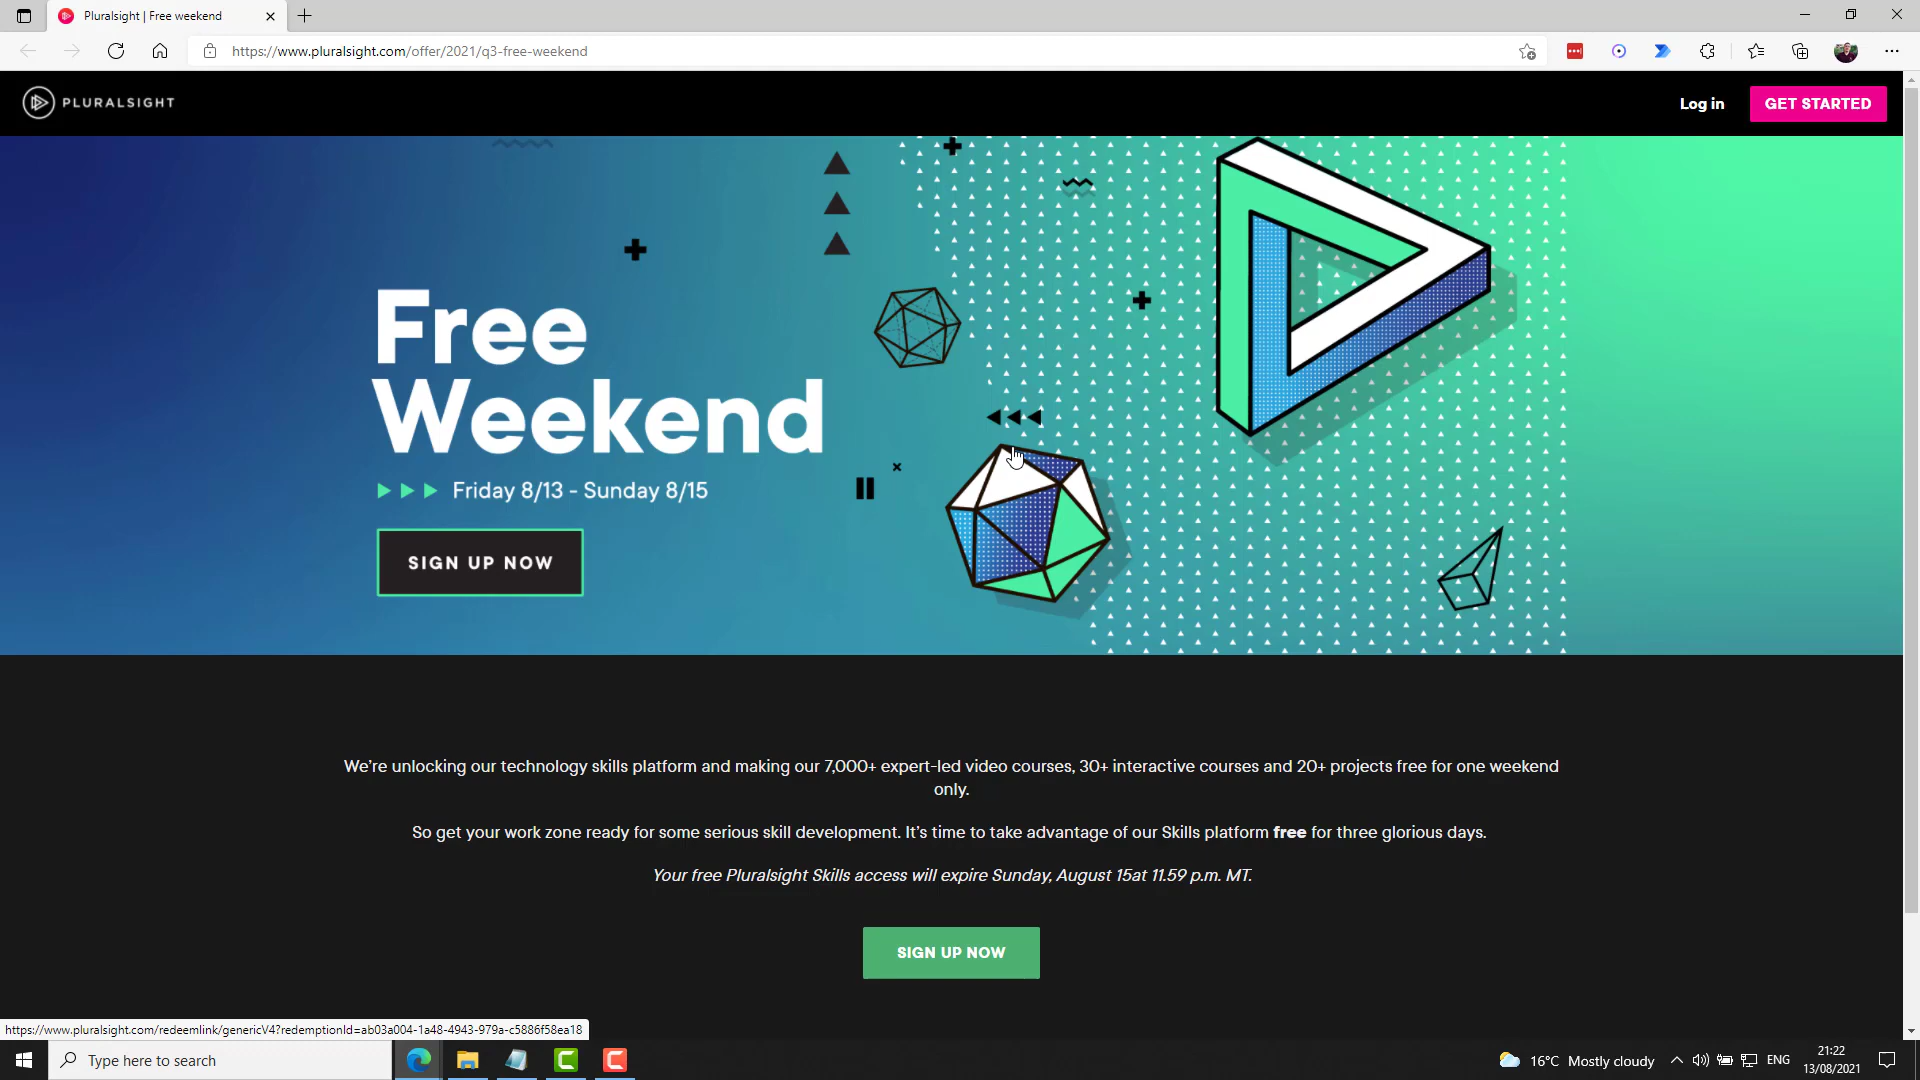 Pluralsight | Free weekend
https://www.pluralsight.com/offer/2021/q3-free-weekend
PLURALSIGHT
Log in
GET STARTED
Free
Weekend
Friday 8/13 - Sunday 8/15
SIGN UP NOW
We're unlocking our technology skills platform and making our 7,000+ expert-led video courses, 30+ interactive courses and 20+ projects free for one weekend
only.
So get your work zone ready for some serious skill development. It's time to take advantage of our Skills platform free for three glorious days.
Your free Pluralsight Skills access will expire Sunday, August 15at 11.59 p.m. MT.
SIGN UP NOW
https://www.pluralsight.com/redeemlink/genericV4?redemptionId=ab03a004-1a48-4943-979a-c5886f58ea18
Type here to search
16°C Mostly cloudy
ENG
21:22
13/08/2021